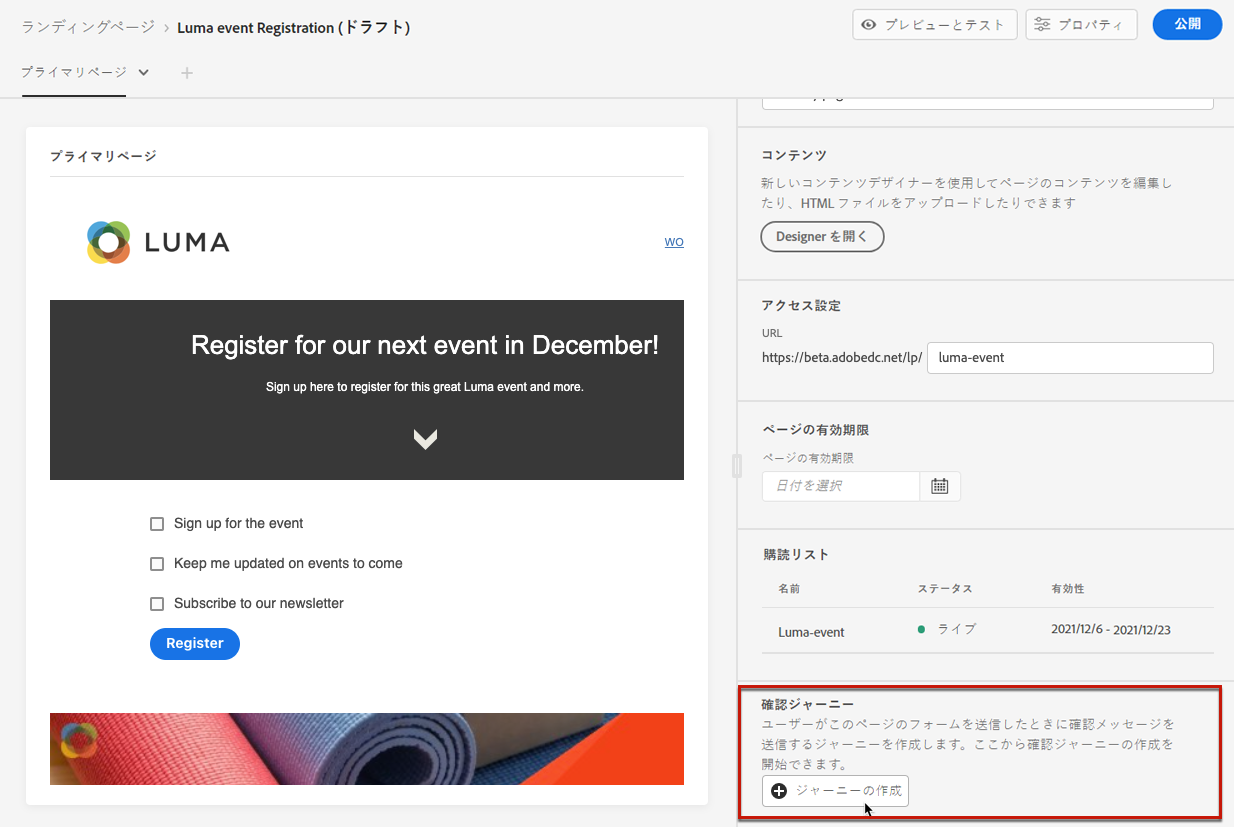 ランディングページ › Luma event Registration (ドラフト)
プレビューとテスト
プロパティ
公開
プライマリページ
プライマリページ
LUMA
WO
Register for our next event in December!
Sign up here to register for this great Luma event and more.
Sign up for the event
Keep me updated on events to come
Subscribe to our newsletter
Register
コンテンツ
新しいコンテンツデザイナーを使用してページのコンテンツを編集し
たり、HTML ファイルをアップロードしたりできます
Designer を開く
アクセス設定
URL
https://beta.adobedc.net/lp/ luma-event
ページの有効期限
ページの有効期限
日付を選択
購読リスト
名前 ステータス 有効性
Luma-event ライブ 2021/12/6 - 2021/12/23
確認ジャーニー
ユーザーがこのページのフォームを送信したときに確認メッセージを
送信するジャーニーを作成します。ここから確認ジャーニーの作成を
開始できます。
ジャーニーの作成